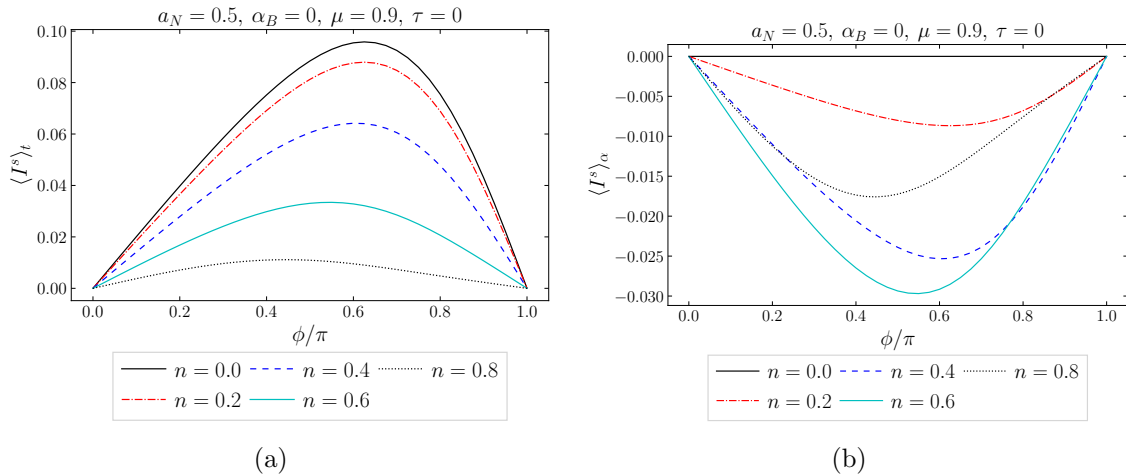 a_N = 0.5, α_B = 0, μ = 0.9, τ = 0
⟨I^s⟩_t
0.10
0.08
0.06
0.04
0.02
0.00
0.0 0.2 0.4 0.6 0.8 1.0
ϕ/π
n = 0.0 n = 0.4 n = 0.8
n = 0.2 n = 0.6
(a)
a_N = 0.5, α_B = 0, μ = 0.9, τ = 0
⟨I^s⟩_α
0.000
−0.005
−0.010
−0.015
−0.020
−0.025
−0.030
0.0 0.2 0.4 0.6 0.8 1.0
ϕ/π
n = 0.0 n = 0.4 n = 0.8
n = 0.2 n = 0.6
(b)